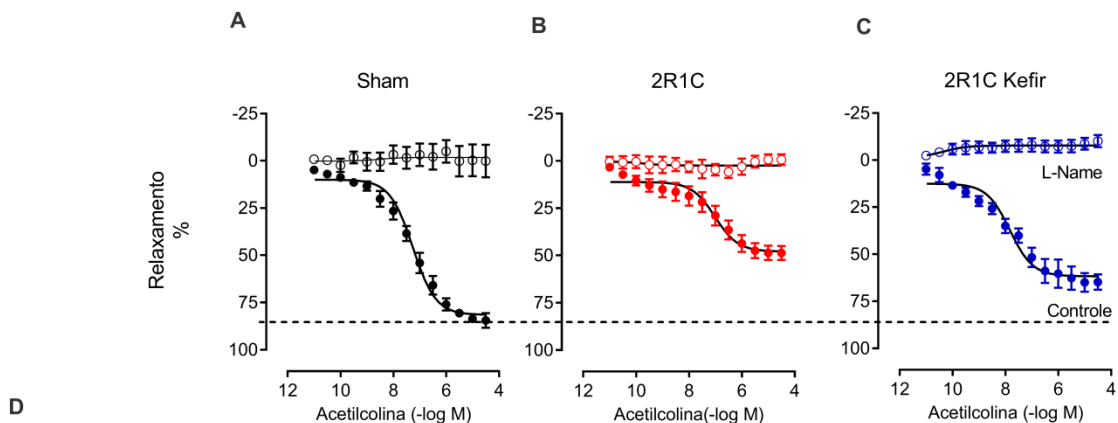 A
B
C
Sham
2R1C
2R1C Kefir
Relaxamento
%
-25
0
25
50
75
100
12 10 8 6 4
Acetilcolina (-log M)
-25
0
25
50
75
100
12 10 8 6 4
Acetilcolina(-log M)
-25
0
25
50
75
100
L-Name
Controle
12 10 8 6 4
Acetilcolina (-log M)
D